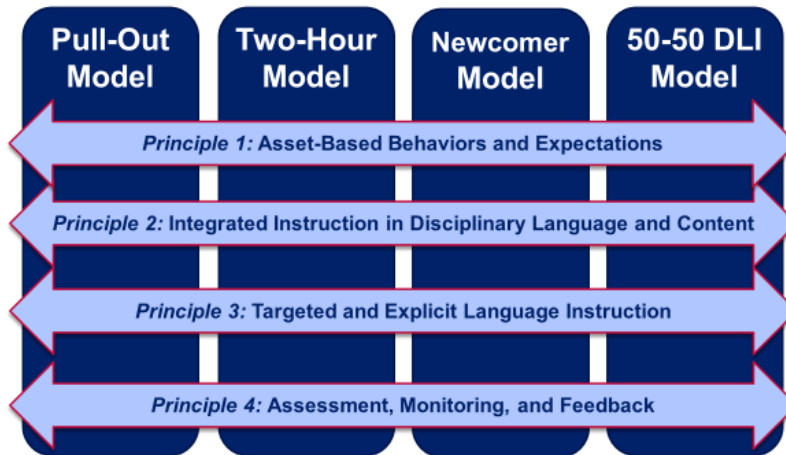 Pull-Out
Model
Two-Hour
Model
Newcomer
Model
50-50 DLI
Model
Principle 1: Asset-Based Behaviors and Expectations
Principle 2: Integrated Instruction in Disciplinary Language and Content
Principle 3: Targeted and Explicit Language Instruction
Principle 4: Assessment, Monitoring, and Feedback